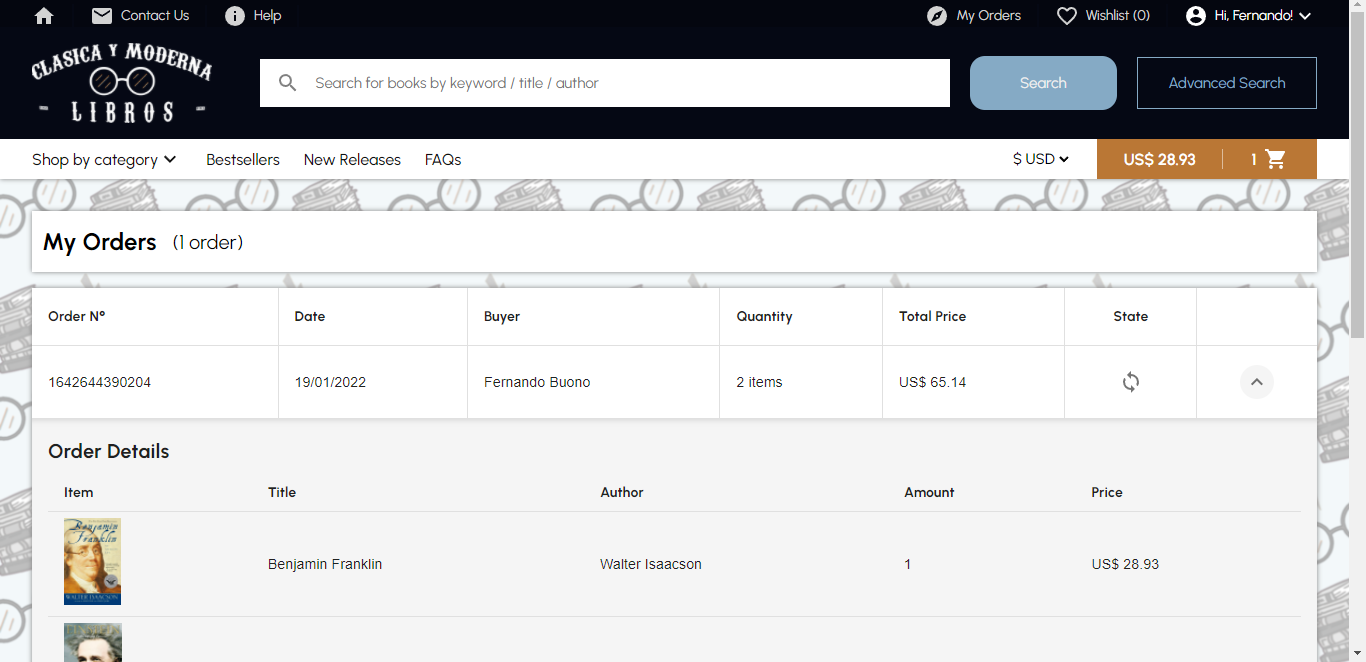 Contact Us Help My Orders Wishlist (0) Hi, Fernando!
CLASICA Y MODERNA
- LIBROS -
Search for books by keyword / title / author Search Advanced Search
Shop by category Bestsellers New Releases FAQs $ USD US$ 28.93 1
My Orders (1 order)
Order N° Date Buyer Quantity Total Price State
1642644390204 19/01/2022 Fernando Buono 2 items US$ 65.14
Order Details
Item Title Author Amount Price
Benjamin
Franklin
WALTER ISAACSON
Benjamin Franklin Walter Isaacson 1 US$ 28.93